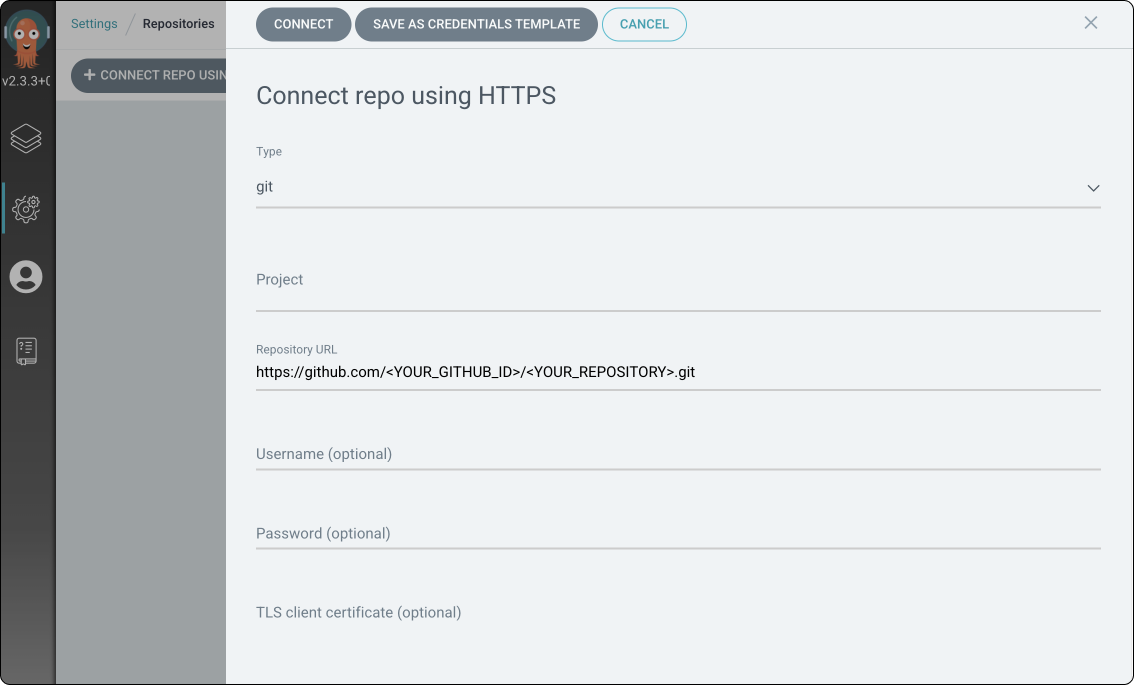 CONNECT SAVE AS CREDENTIALS TEMPLATE CANCEL
Settings / Repositories
v2.3.3+
CONNECT REPO USIN
Connect repo using HTTPS
Type
git
Project
Repository URL
https://github.com/<YOUR_GITHUB_ID>/<YOUR_REPOSITORY>.git
Username (optional)
Password (optional)
TLS client certificate (optional)